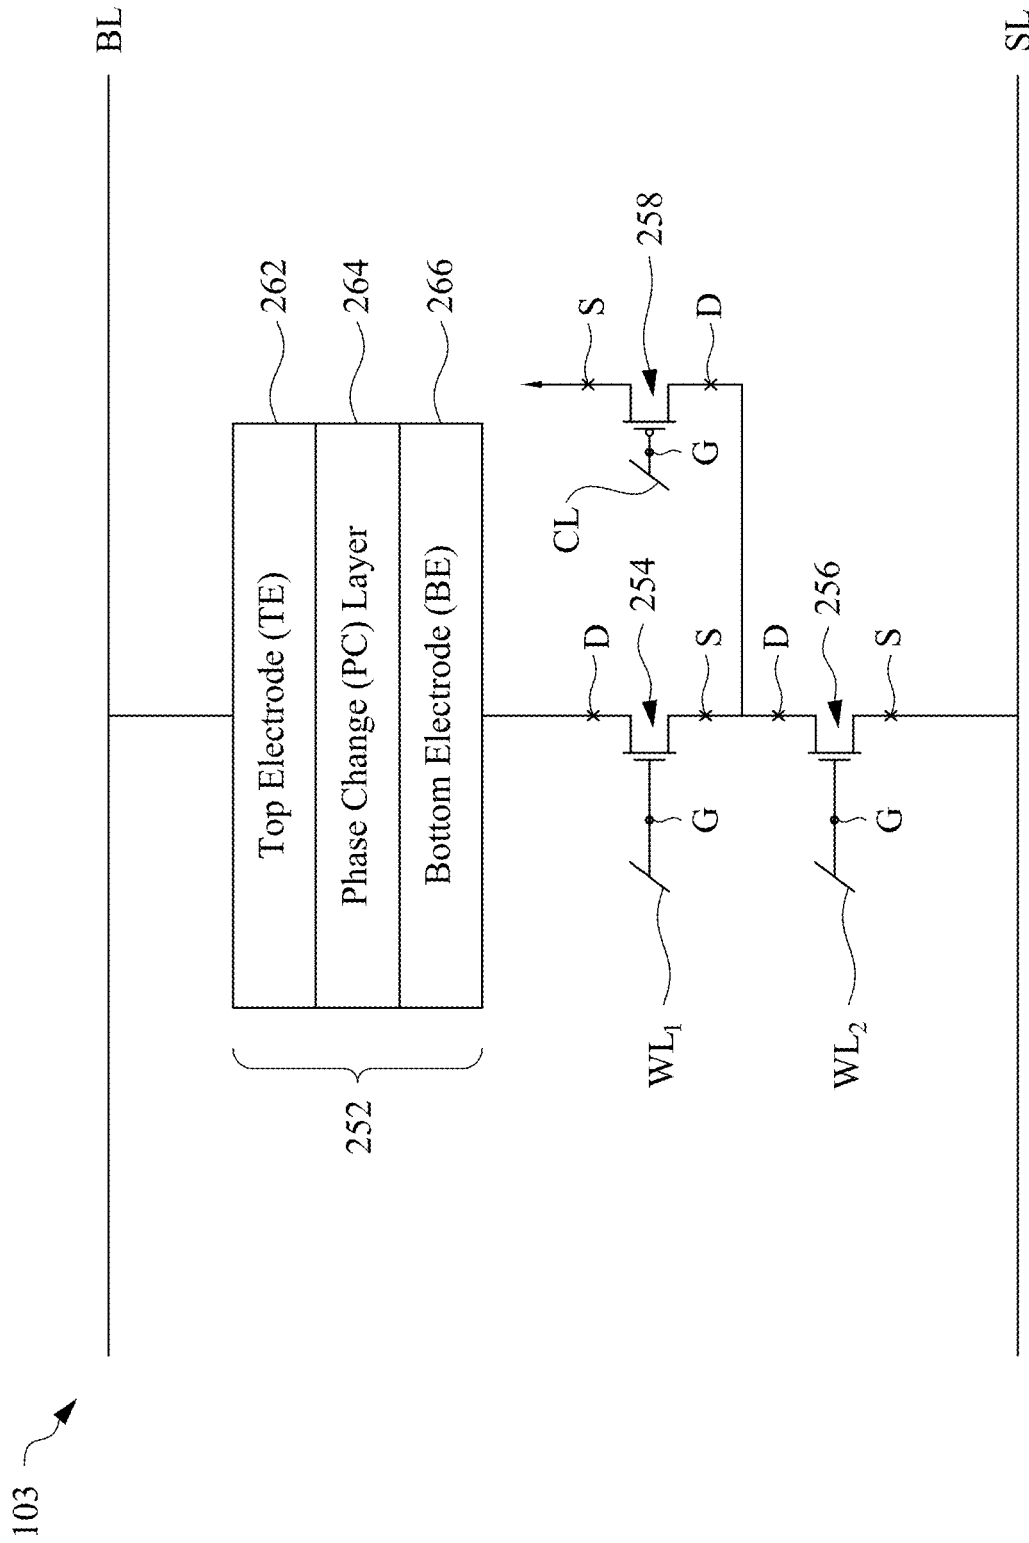 103
BL
252
Top Electrode (TE)
262
Phase Change (PC) Layer
264
Bottom Electrode (BE)
266
CL
S
258
G
D
D
254
WL₁
G
S
D
256
WL₂
G
S
SL